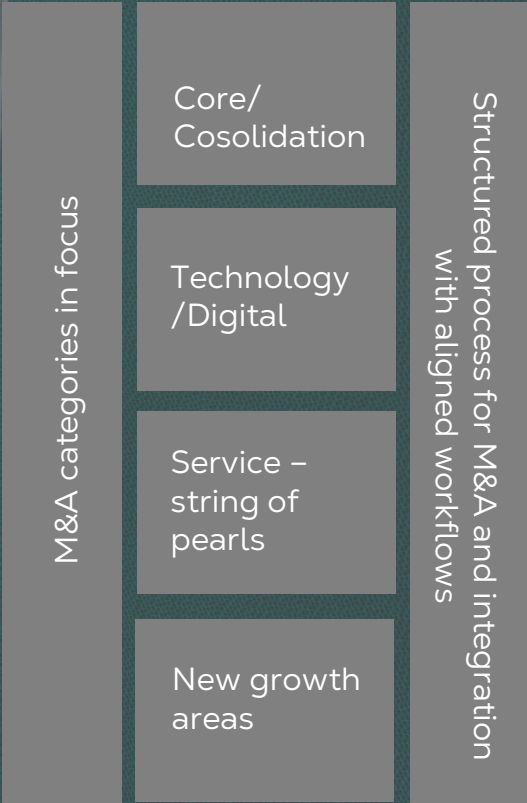 M&A categories in focus
Core/
Cosolidation
Technology
/Digital
Service –
string of
pearls
New growth
areas
Structured process for M&A and integration
with aligned workflows